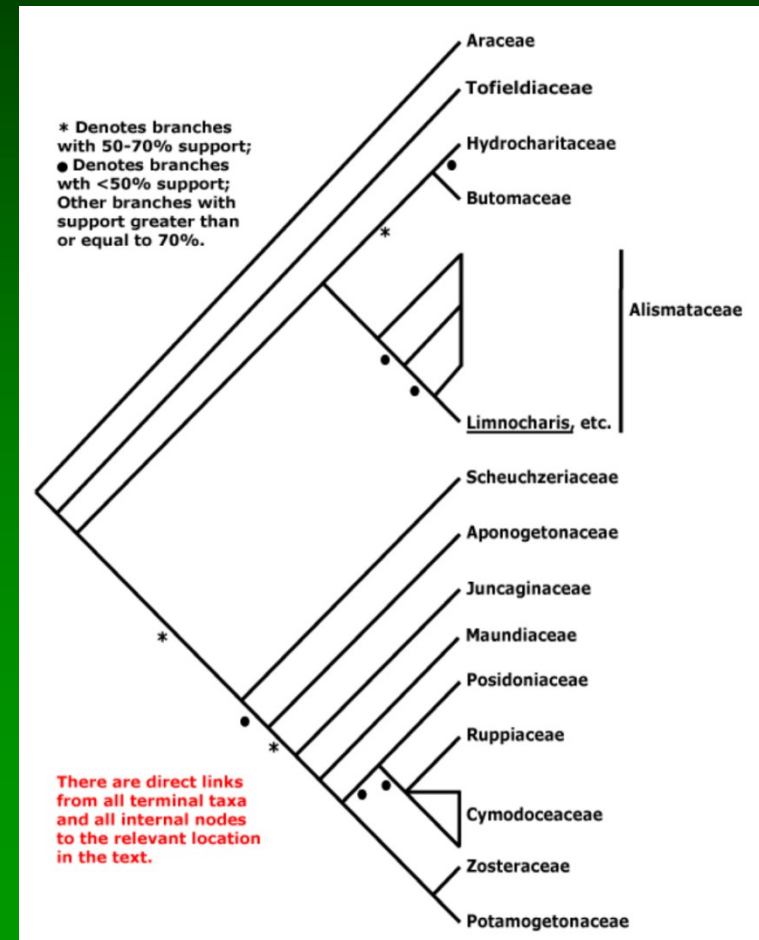 Araceae
Tofieldiaceae
* Denotes branches
with 50-70% support;
● Denotes branches
wth <50% support;
Other branches with
support greater than
or equal to 70%.
Hydrocharitaceae
●
Butomaceae
*
Alismataceae
●
●
Limnocharis, etc.
Scheuchzeriaceae
Aponogetonaceae
Juncaginaceae
*
Maundiaceae
Posidoniaceae
●
Ruppiaceae
*
● ●
There are direct links
from all terminal taxa
and all internal nodes
to the relevant location
in the text.
Cymodoceaceae
Zosteraceae
Potamogetonaceae